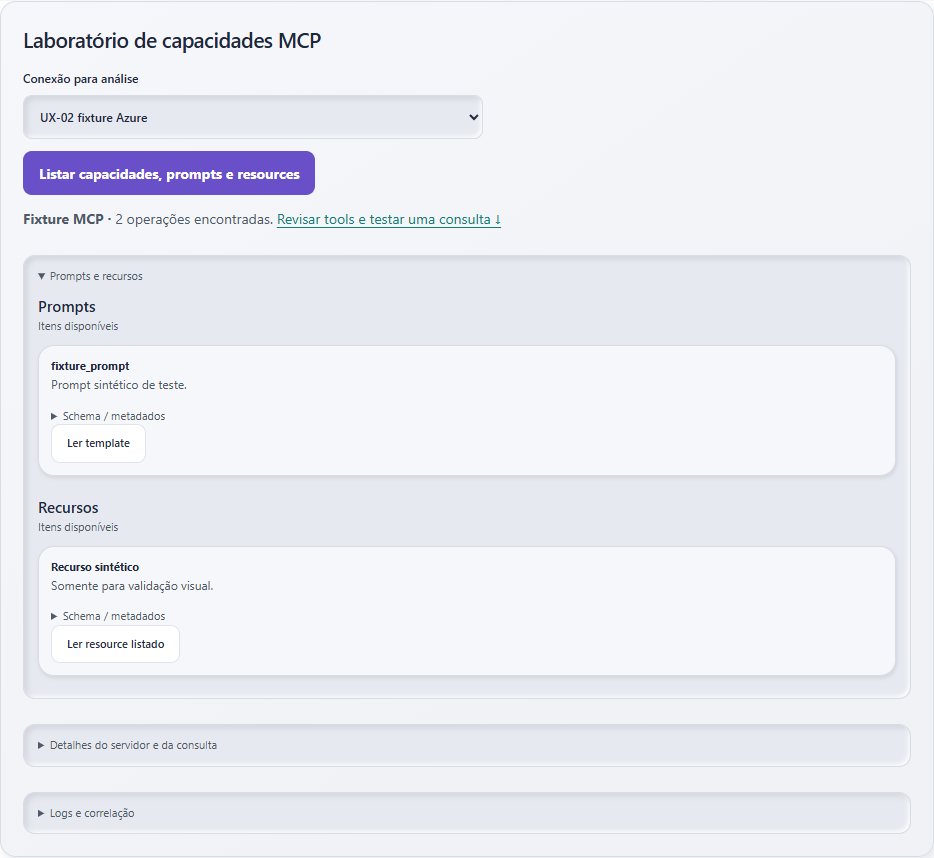 Laboratório de capacidades MCP
Conexão para análise
UX-02 fixture Azure
Listar capacidades, prompts e resources
Fixture MCP · 2 operações encontradas. Revisar tools e testar uma consulta ↓
▼ Prompts e recursos
Prompts
Itens disponíveis
fixture_prompt
Prompt sintético de teste.
▶ Schema / metadados
Ler template
Recursos
Itens disponíveis
Recurso sintético
Somente para validação visual.
▶ Schema / metadados
Ler resource listado
▶ Detalhes do servidor e da consulta
▶ Logs e correlação